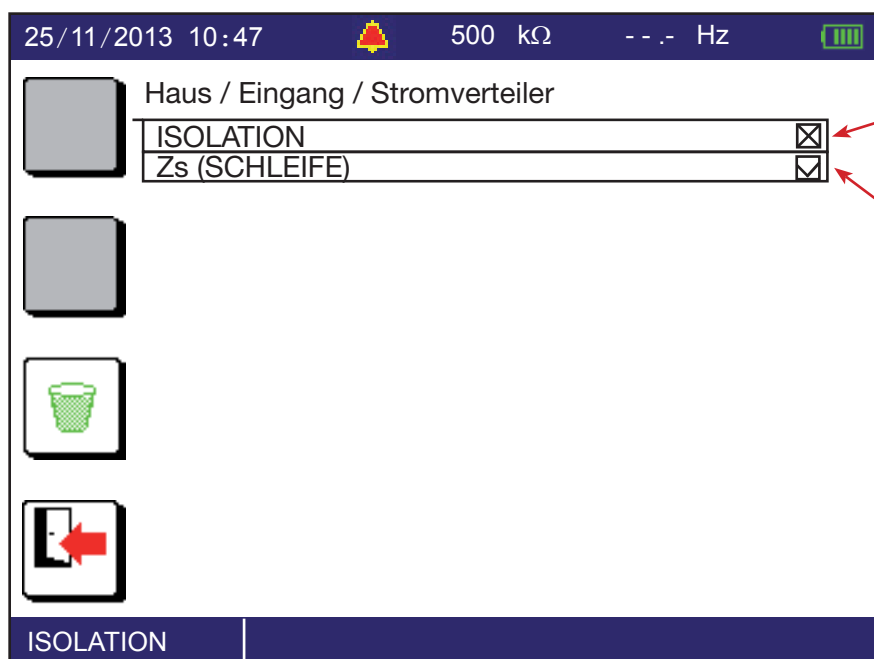 25/11/2013 10:47 500 kΩ - - .- Hz
Haus / Eingang / Stromverteiler
ISOLATION
Zs (SCHLEIFE)
ISOLATION